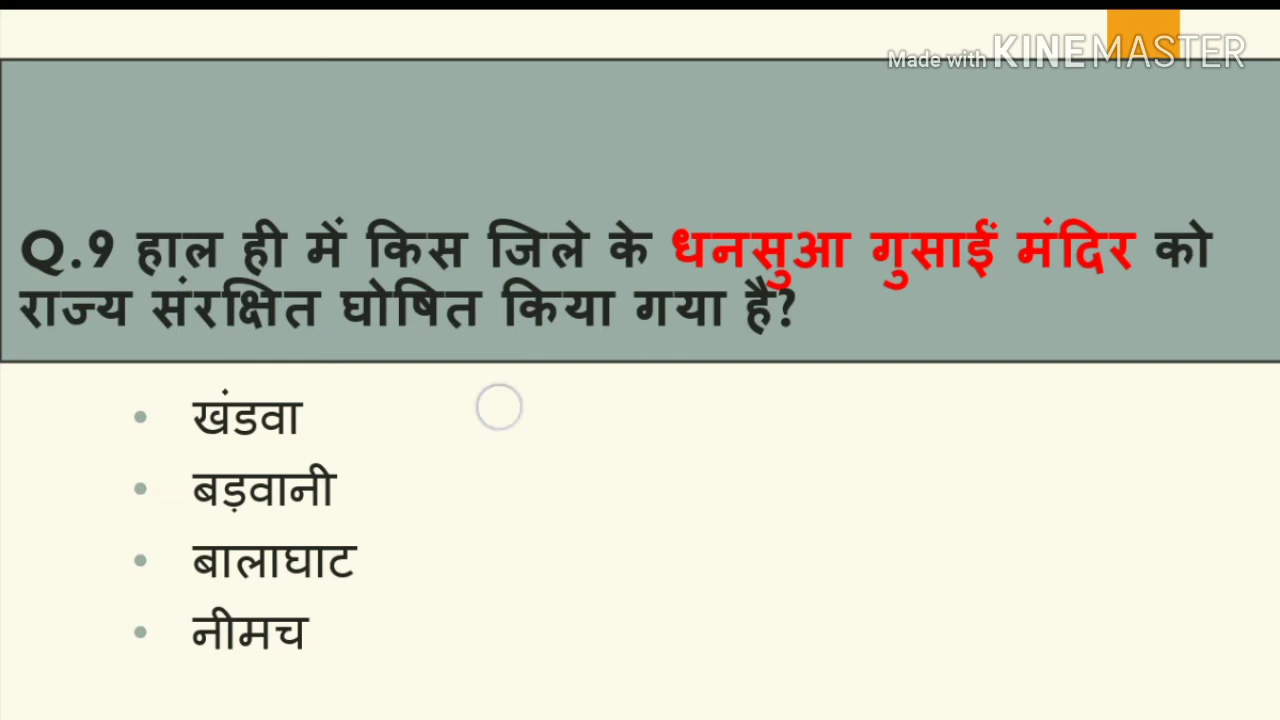 Made with KINEMASTER
Q.9 हाल ही में किस जिले के धनसुआ गुसाईं मंदिर को
राज्य संरक्षित घोषित किया गया है?
• खंडवा
• बड़वानी
• बालाघाट
• नीमच